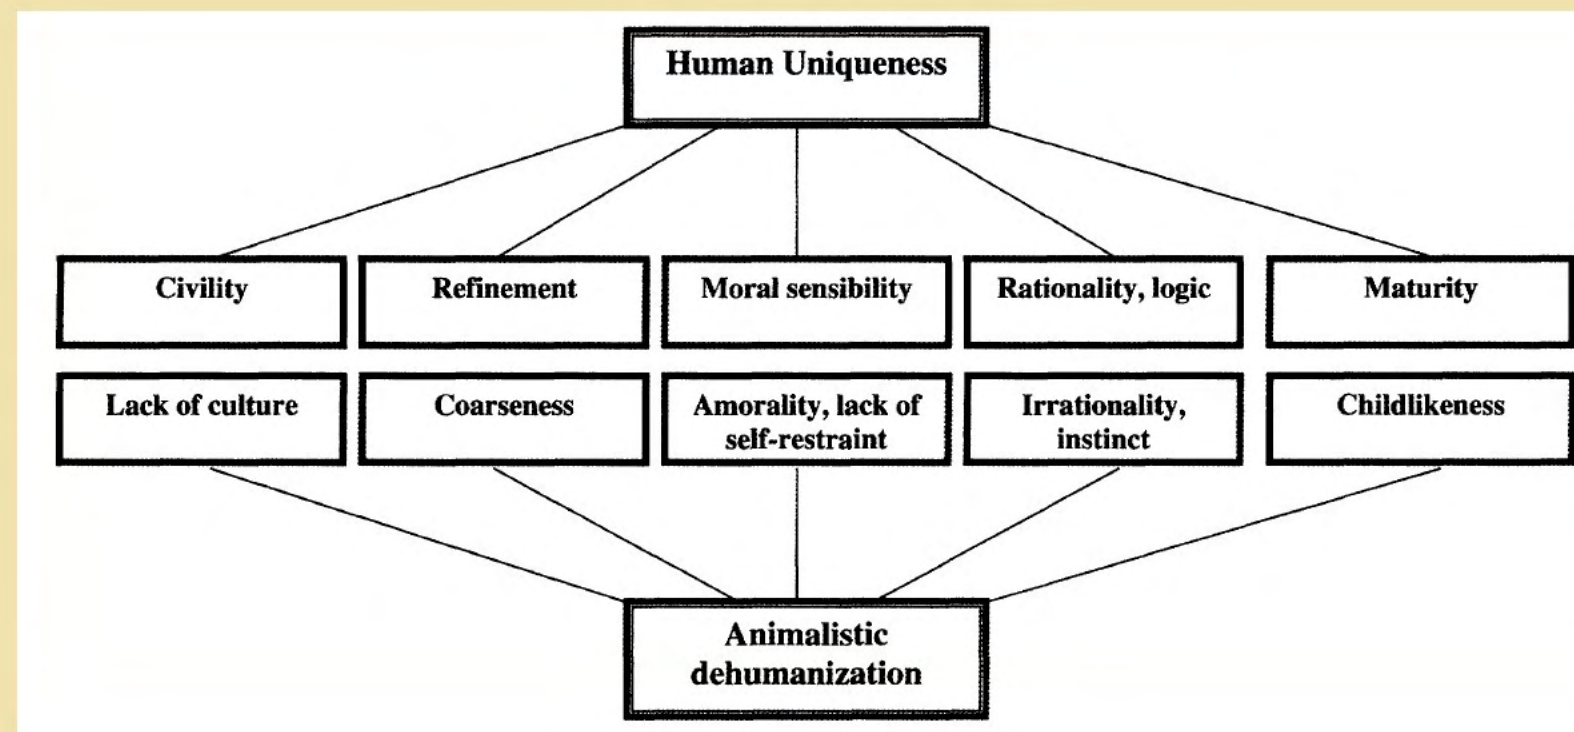 Human Uniqueness
Civility
Refinement
Moral sensibility
Rationality, logic
Maturity
Lack of culture
Coarseness
Amorality, lack of
self-restraint
Irrationality,
instinct
Childlikeness
Animalistic
dehumanization